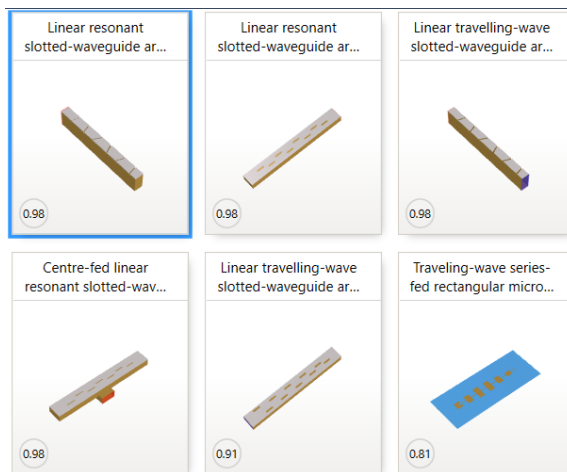 Linear resonant
slotted-waveguide ar...
Linear resonant
slotted-waveguide ar...
Linear travelling-wave
slotted-waveguide ar...
0.98
0.98
0.98
Centre-fed linear
resonant slotted-wav...
Linear travelling-wave
slotted-waveguide ar...
Traveling-wave series-
fed rectangular micro...
0.98
0.91
0.81